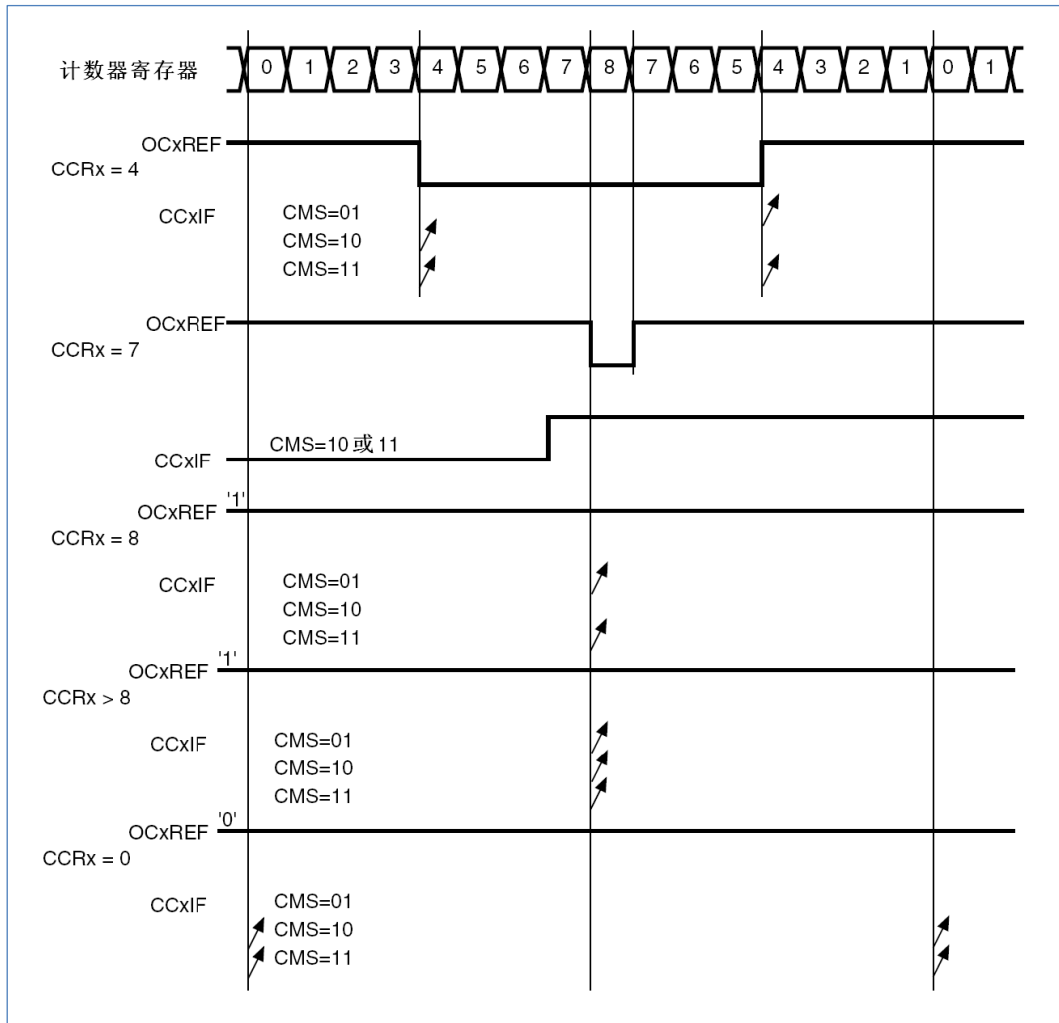 计数器寄存器 0 1 2 3 4 5 6 7 8 7 6 5 4 3 2 1 0 1
OCxREF
CCRx = 4
CCxIF
CMS=01
CMS=10
CMS=11
OCxREF
CCRx = 7
CMS=10 或 11
CCxIF
OCxREF '1'
CCRx = 8
CCxIF
CMS=01
CMS=10
CMS=11
OCxREF '1'
CCRx > 8
CCxIF
CMS=01
CMS=10
CMS=11
OCxREF '0'
CCRx = 0
CCxIF
CMS=01
CMS=10
CMS=11